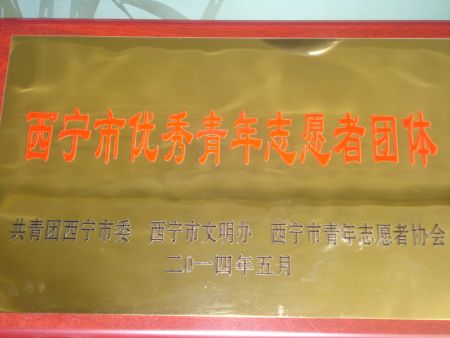 西宁市优秀青年志愿者团体
共青团西宁市委 西宁市文明办 西宁市青年志愿者协会
二0一四年五月